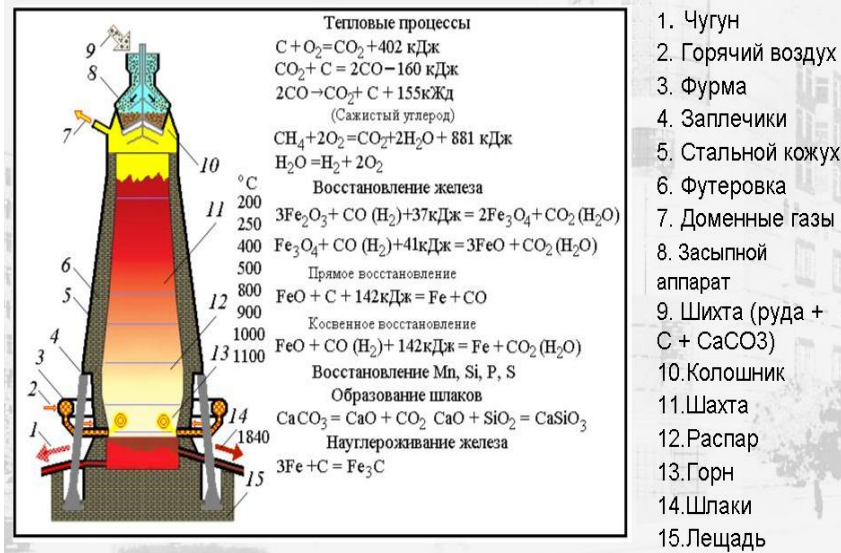 Тепловые процессы
C + O₂=CO₂+402 кДж
CO₂+ C = 2CO−160 кДж
2CO→CO₂+ C + 155кЖд
(Сажистый углерод)
CH₄+2O₂=CO₂+2H₂O + 881 кДж
H₂O =H₂+ 2O₂
Восстановление железа
3Fe₂O₃+ CO (H₂)+37кДж = 2Fe₃O₄+ CO₂ (H₂O)
Fe₃O₄+ CO (H₂)+41кДж =3FeO + CO₂ (H₂O)
Прямое восстановление
FeO + C + 142кДж = Fe + CO
Косвенное восстановление
FeO + CO (H₂)+ 142кДж = Fe + CO₂ (H₂O)
Восстановление Mn, Si, P, S
Образование шлаков
CaCO₃ = CaO + CO₂ CaO + SiO₂ = CaSiO₃
Науглероживание железа
3Fe +C = Fe₃C
9
8
7
10
°C
200
250
400
500
800
900
1000
1100
11
6
5
12
4
13
3
2
14
1
1840
15
1. Чугун
2. Горячий воздух
3. Фурма
4. Заплечики
5. Стальной кожух
6. Футеровка
7. Доменные газы
8. Засыпной
аппарат
9. Шихта (руда +
С + СаСО3)
10.Колошник
11.Шахта
12.Распар
13.Горн
14.Шлаки
15.Лещадь